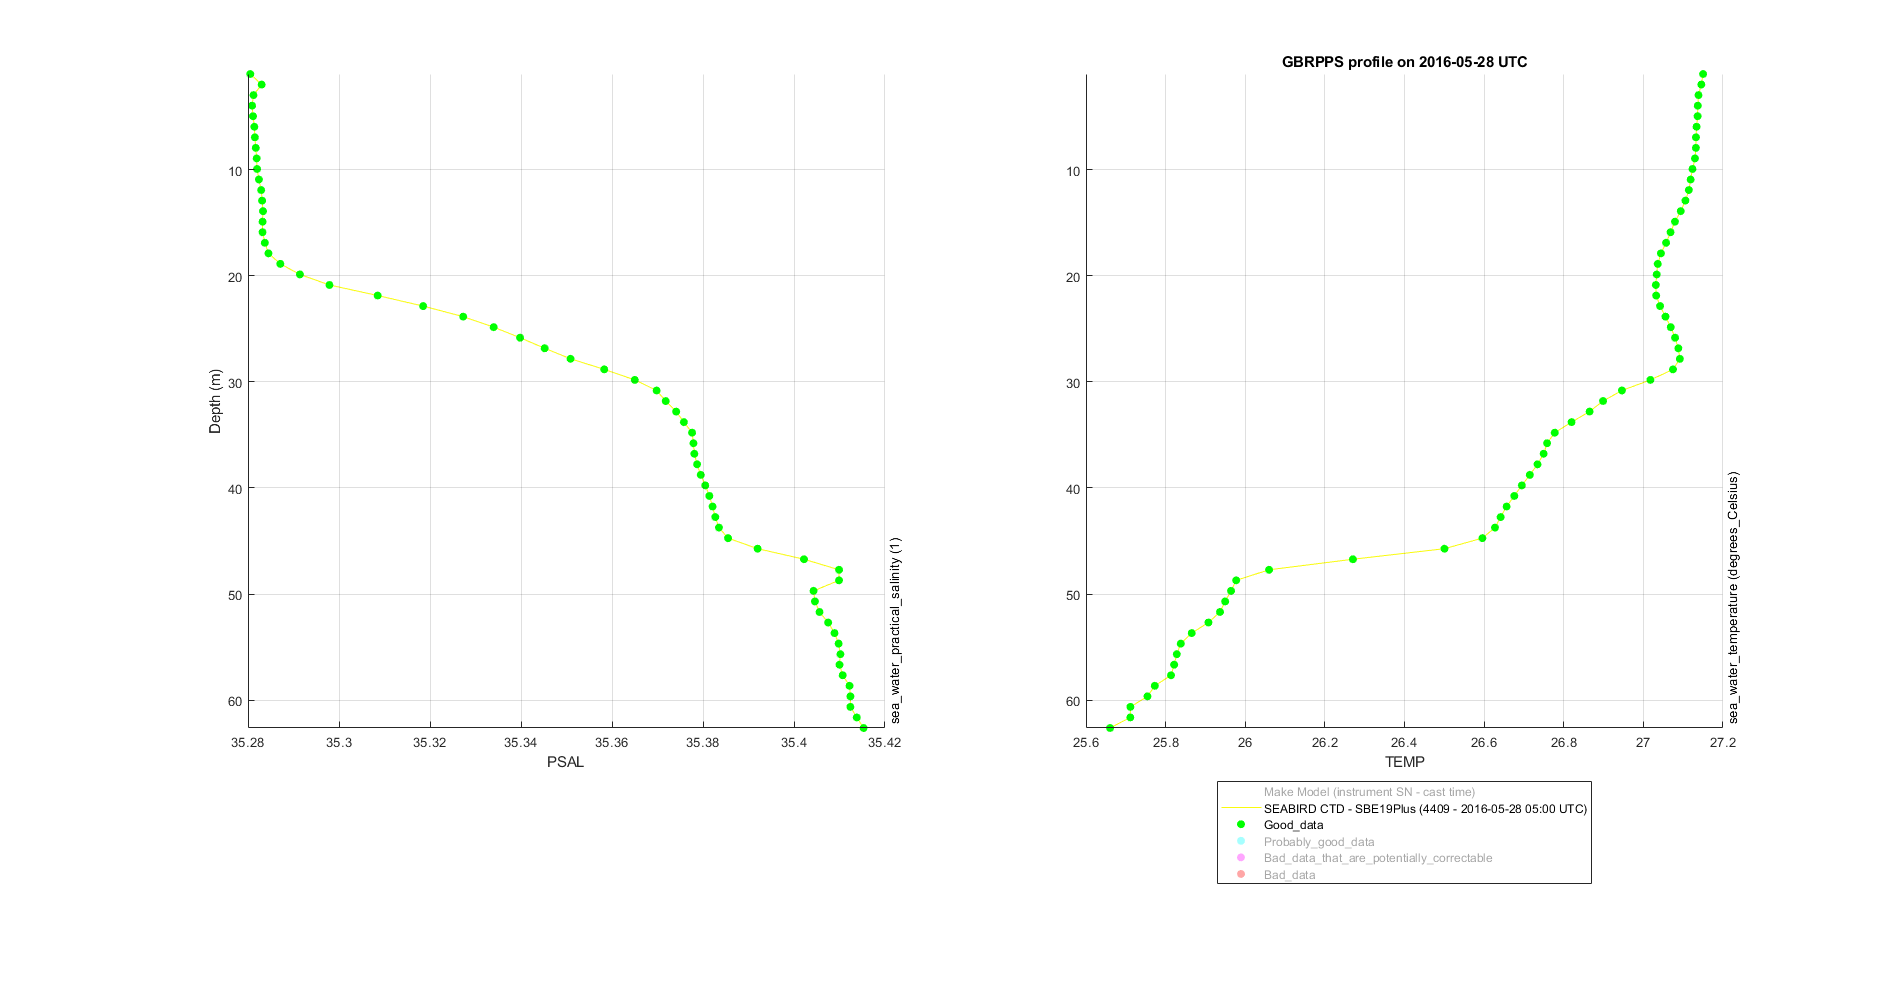 GBRPPS profile on 2016-05-28 UTC
Depth (m)
10
20
30
40
50
60
35.28
35.3
35.32
35.34
35.36
35.38
35.4
35.42
PSAL
sea_water_practical_salinity (1)
10
20
30
40
50
60
25.6
25.8
26
26.2
26.4
26.6
26.8
27
27.2
TEMP
sea_water_temperature (degrees_Celsius)
Make Model (instrument SN - cast time)
SEABIRD CTD - SBE19Plus (4409 - 2016-05-28 05:00 UTC)
Good_data
Probably_good_data
Bad_data_that_are_potentially_correctable
Bad_data